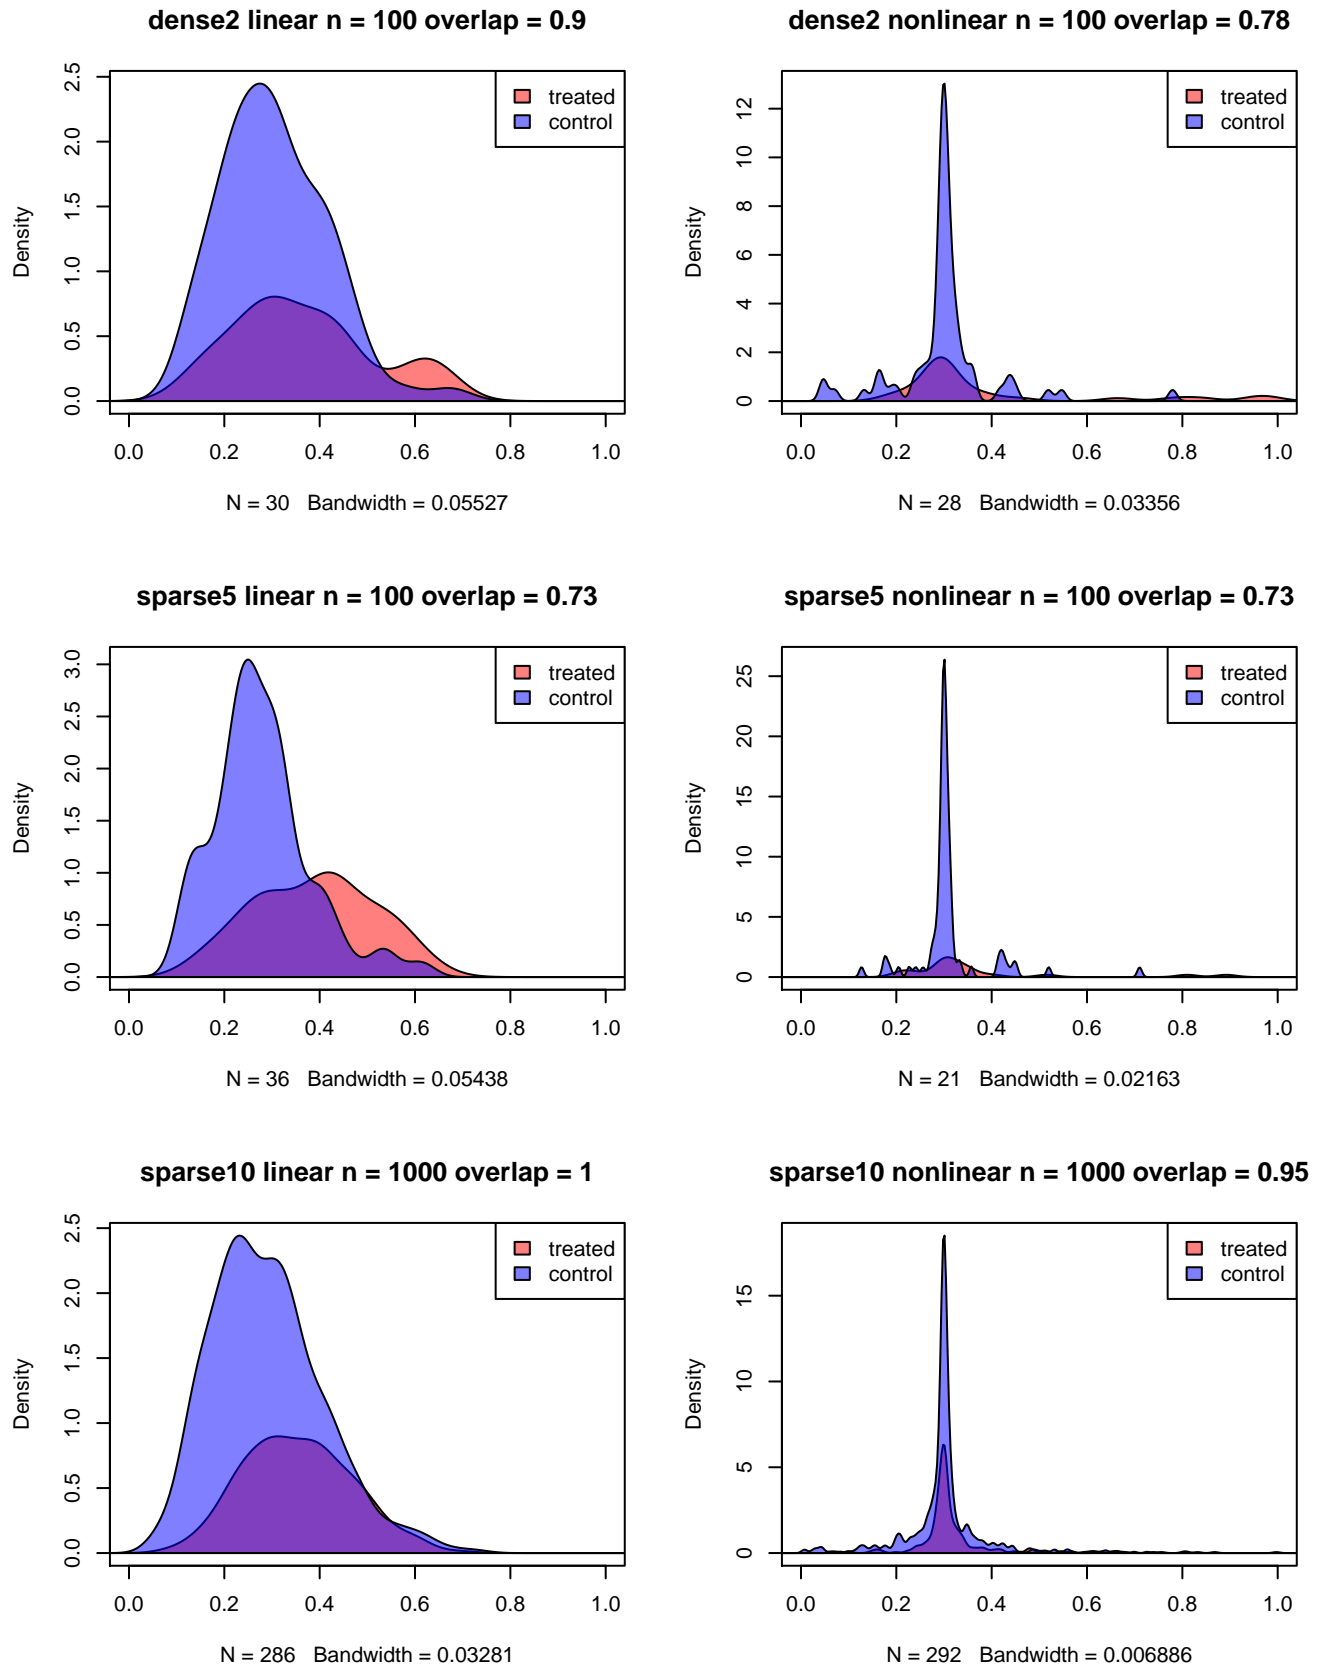 dense2 linear n = 100 overlap = 0.9
treated
control
Density
0.0 0.5 1.0 1.5 2.0 2.5
0.0 0.2 0.4 0.6 0.8 1.0
N = 30 Bandwidth = 0.05527
dense2 nonlinear n = 100 overlap = 0.78
treated
control
Density
0 2 4 6 8 10 12
0.0 0.2 0.4 0.6 0.8 1.0
N = 28 Bandwidth = 0.03356
sparse5 linear n = 100 overlap = 0.73
treated
control
Density
0.0 0.5 1.0 1.5 2.0 2.5 3.0
0.0 0.2 0.4 0.6 0.8 1.0
N = 36 Bandwidth = 0.05438
sparse5 nonlinear n = 100 overlap = 0.73
treated
control
Density
0 5 10 15 20 25
0.0 0.2 0.4 0.6 0.8 1.0
N = 21 Bandwidth = 0.02163
sparse10 linear n = 1000 overlap = 1
treated
control
Density
0.0 0.5 1.0 1.5 2.0 2.5
0.0 0.2 0.4 0.6 0.8 1.0
N = 286 Bandwidth = 0.03281
sparse10 nonlinear n = 1000 overlap = 0.95
treated
control
Density
0 5 10 15
0.0 0.2 0.4 0.6 0.8 1.0
N = 292 Bandwidth = 0.006886